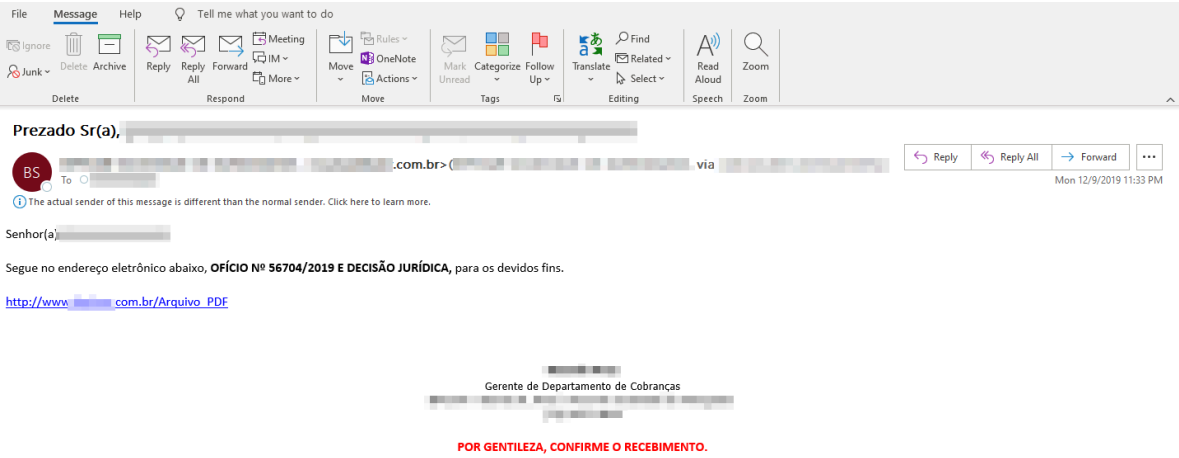 File Message Help Tell me what you want to do
Ignore
Junk
Delete
Archive
Reply
Reply All
Forward
Meeting
IM
More
Move
Rules
OneNote
Actions
Mark Unread
Categorize
Follow Up
Translate
Find
Related
Select
Read Aloud
Zoom
Delete Respond Move Tags Editing Speech Zoom
Prezado Sr(a),
BS
.com.br> ( via
To
Reply Reply All Forward ...
Mon 12/9/2019 11:33 PM
The actual sender of this message is different than the normal sender. Click here to learn more.
Senhor(a)
Segue no endereço eletrônico abaixo, OFÍCIO Nº 56704/2019 E DECISÃO JURÍDICA, para os devidos fins.
http://www com.br/Arquivo_PDF
Gerente de Departamento de Cobranças
POR GENTILEZA, CONFIRME O RECEBIMENTO.